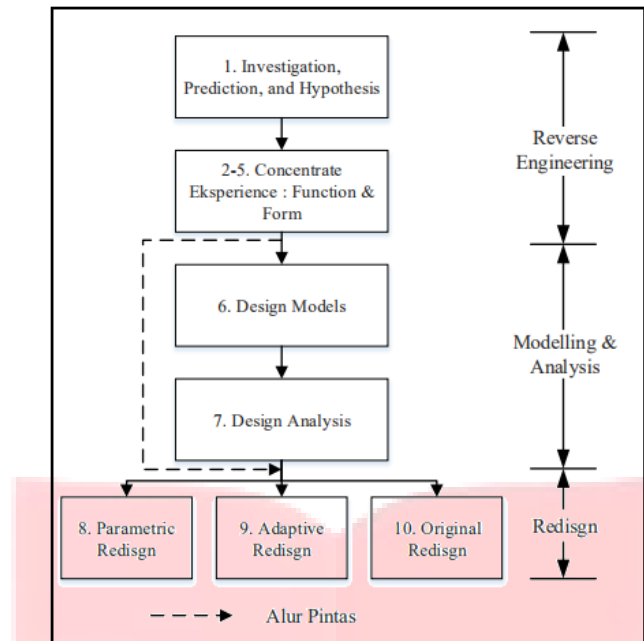 1. Investigation,
Prediction, and Hypothesis
Reverse
Engineering
2-5. Concentrate
Eksperience : Function &
Form
6. Design Models
Modelling &
Analysis
7. Design Analysis
8. Parametric
Redisgn
9. Adaptive
Redisgn
10. Original
Redisgn
Redisgn
Alur Pintas